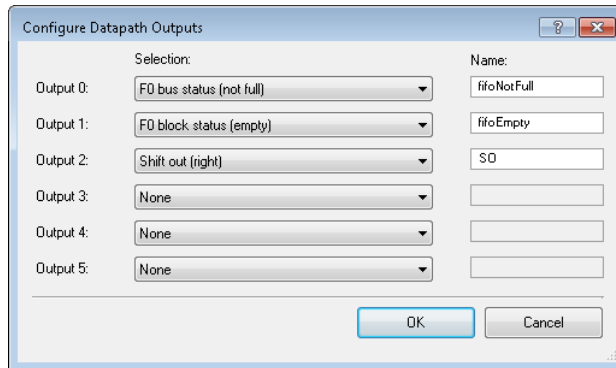 Configure Datapath Outputs
Selection: Name:
Output 0: F0 bus status (not full) fifoNotFull
Output 1: F0 block status (empty) fifoEmpty
Output 2: Shift out (right) SO
Output 3: None
Output 4: None
Output 5: None
OK Cancel